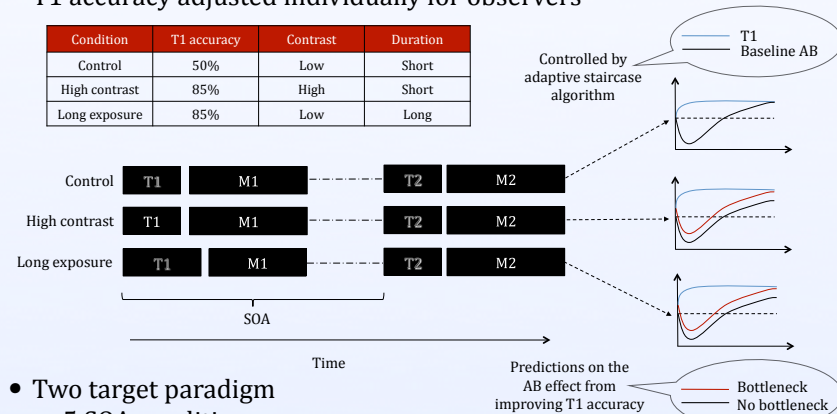 T1 accuracy adjusted individually for observers
Condition T1 accuracy Contrast Duration
Control 50% Low Short
High contrast 85% High Short
Long exposure 85% Low Long
Controlled by
adaptive staircase
algorithm
T1
Baseline AB
Control T1 M1 T2 M2
High contrast T1 M1 T2 M2
Long exposure T1 M1 T2 M2
SOA
Time
• Two target paradigm
Predictions on the
AB effect from
improving T1 accuracy
Bottleneck
No bottleneck